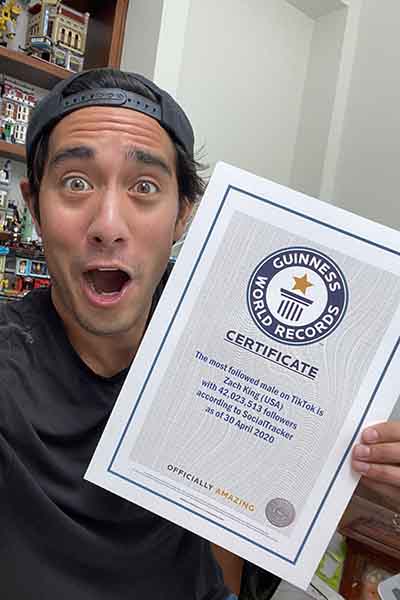 GUINNESS
WORLD RECORDS
CERTIFICATE
The most followed male on TikTok is
Zach King (USA)
with 42,023,513 followers
according to SocialTracker
as of 30 April 2020
OFFICIALLY AMAZING